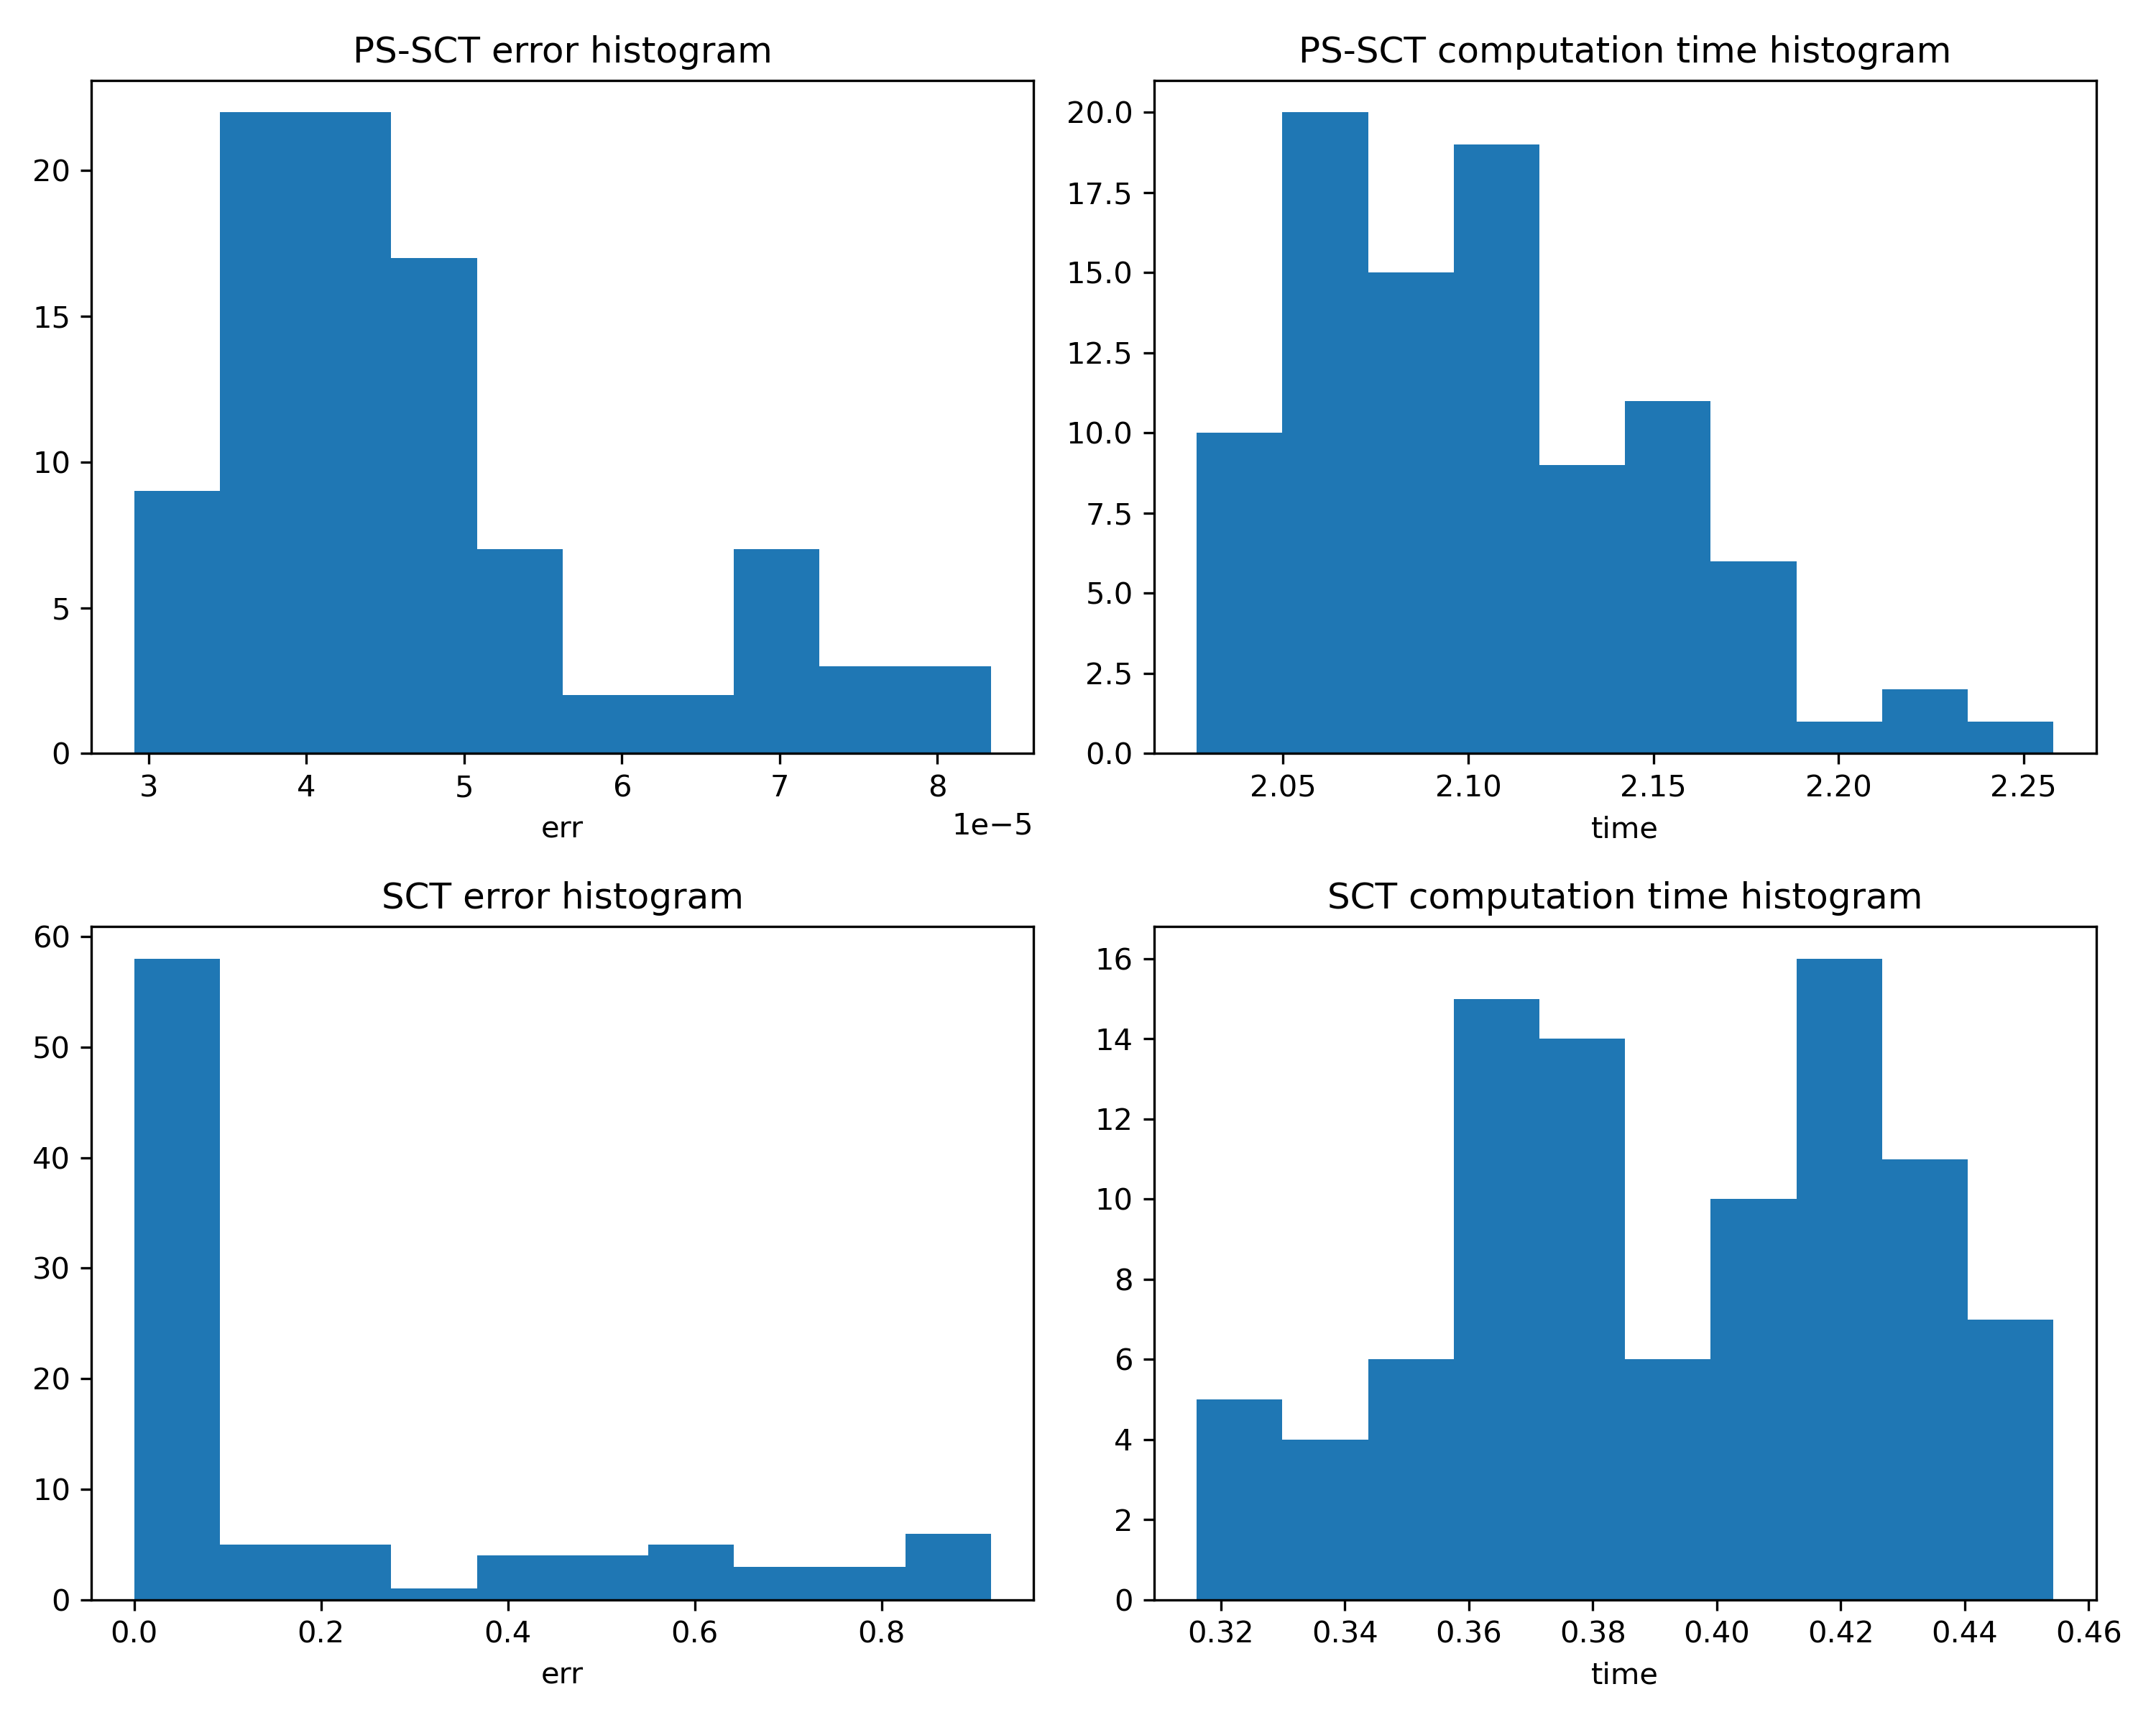 PS-SCT error histogram
20
15
10
5
0
3 4 5 6 7 8
err
1e−5
PS-SCT computation time histogram
20.0
17.5
15.0
12.5
10.0
7.5
5.0
2.5
0.0
2.05 2.10 2.15 2.20 2.25
time
SCT error histogram
60
50
40
30
20
10
0
0.0 0.2 0.4 0.6 0.8
err
SCT computation time histogram
16
14
12
10
8
6
4
2
0
0.32 0.34 0.36 0.38 0.40 0.42 0.44 0.46
time